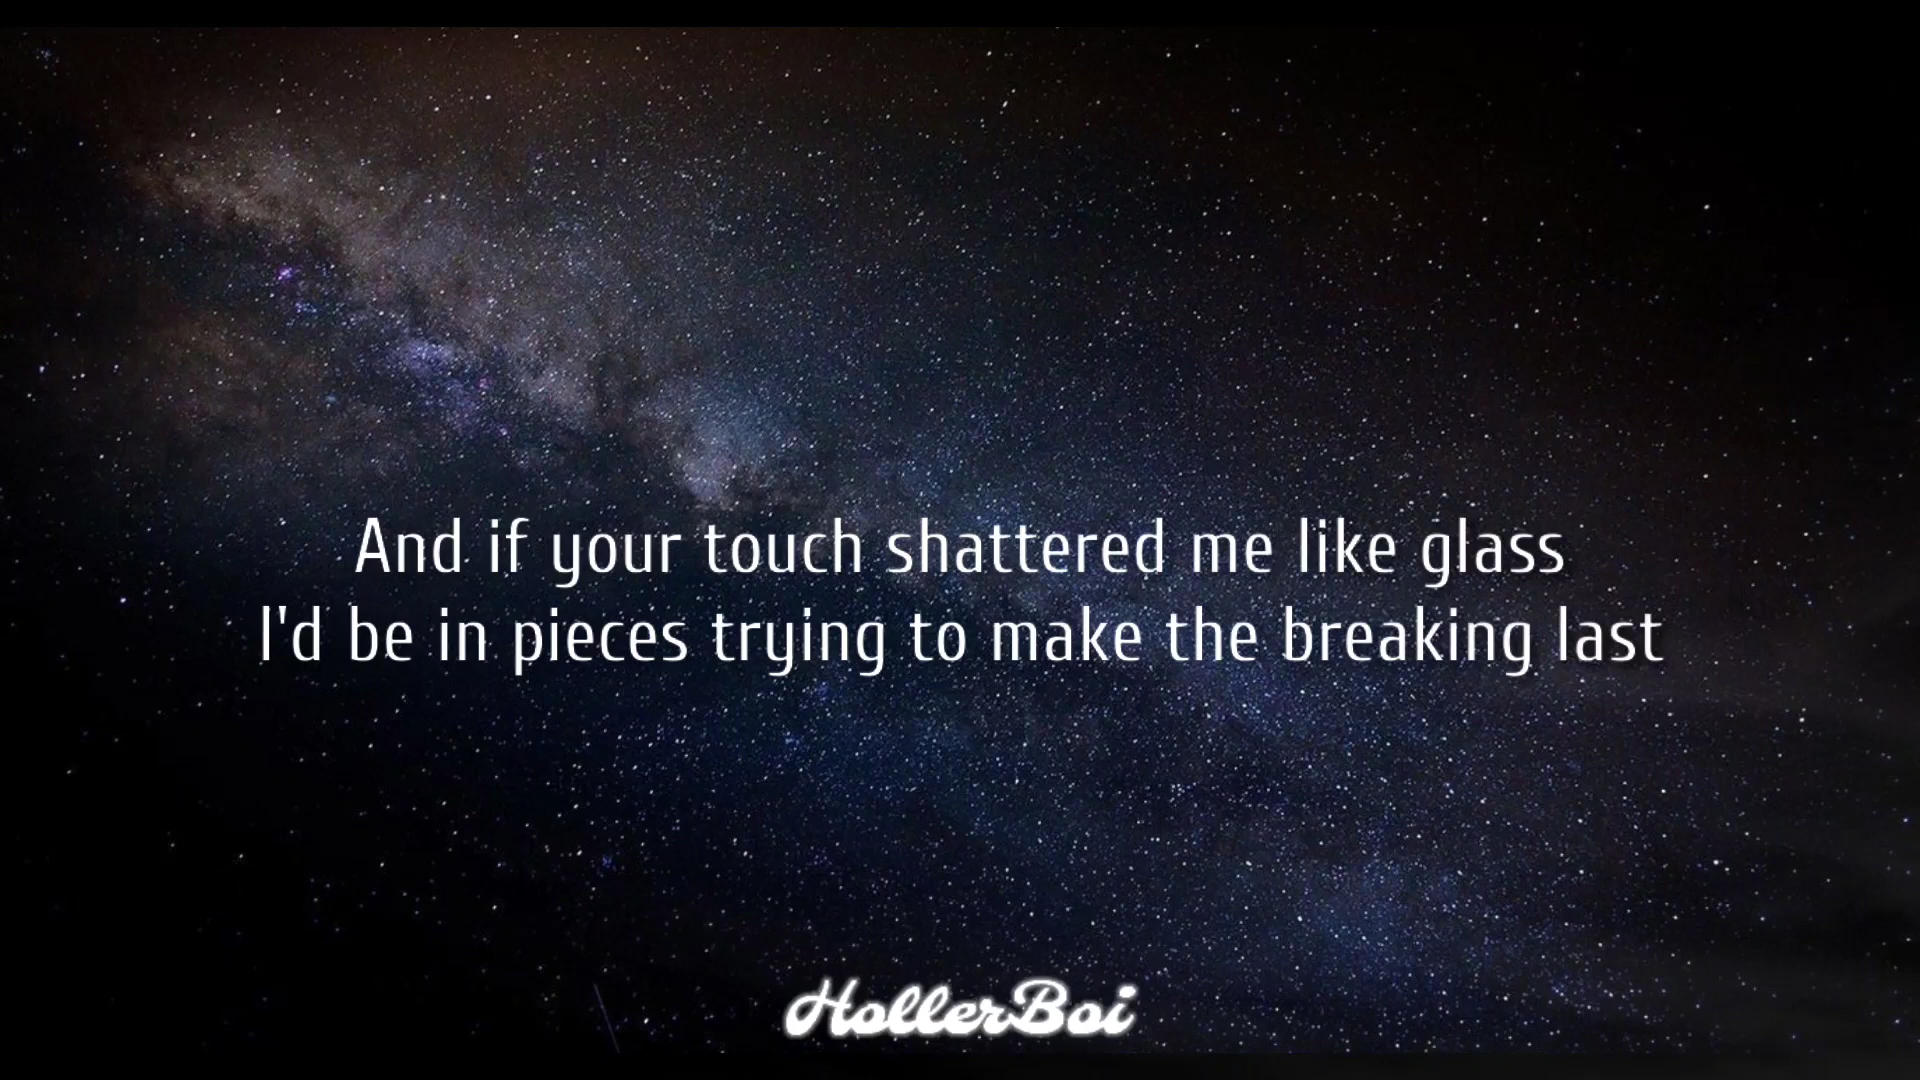 And if your touch shattered me like glass
I'd be in pieces trying to make the breaking last
HollerBoi